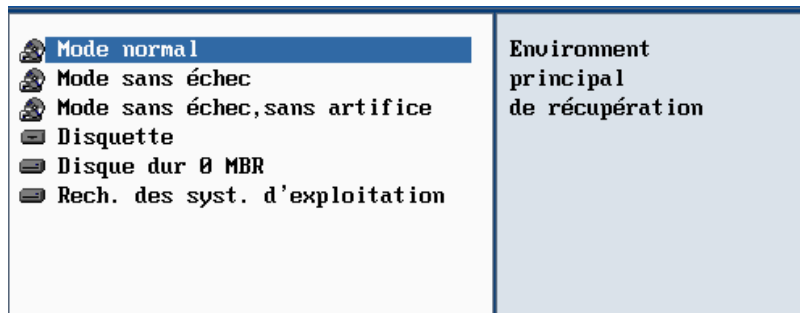 Mode normal
Mode sans échec
Mode sans échec,sans artifice
Disquette
Disque dur 0 MBR
Rech. des syst. d'exploitation
Environment
principal
de récupération